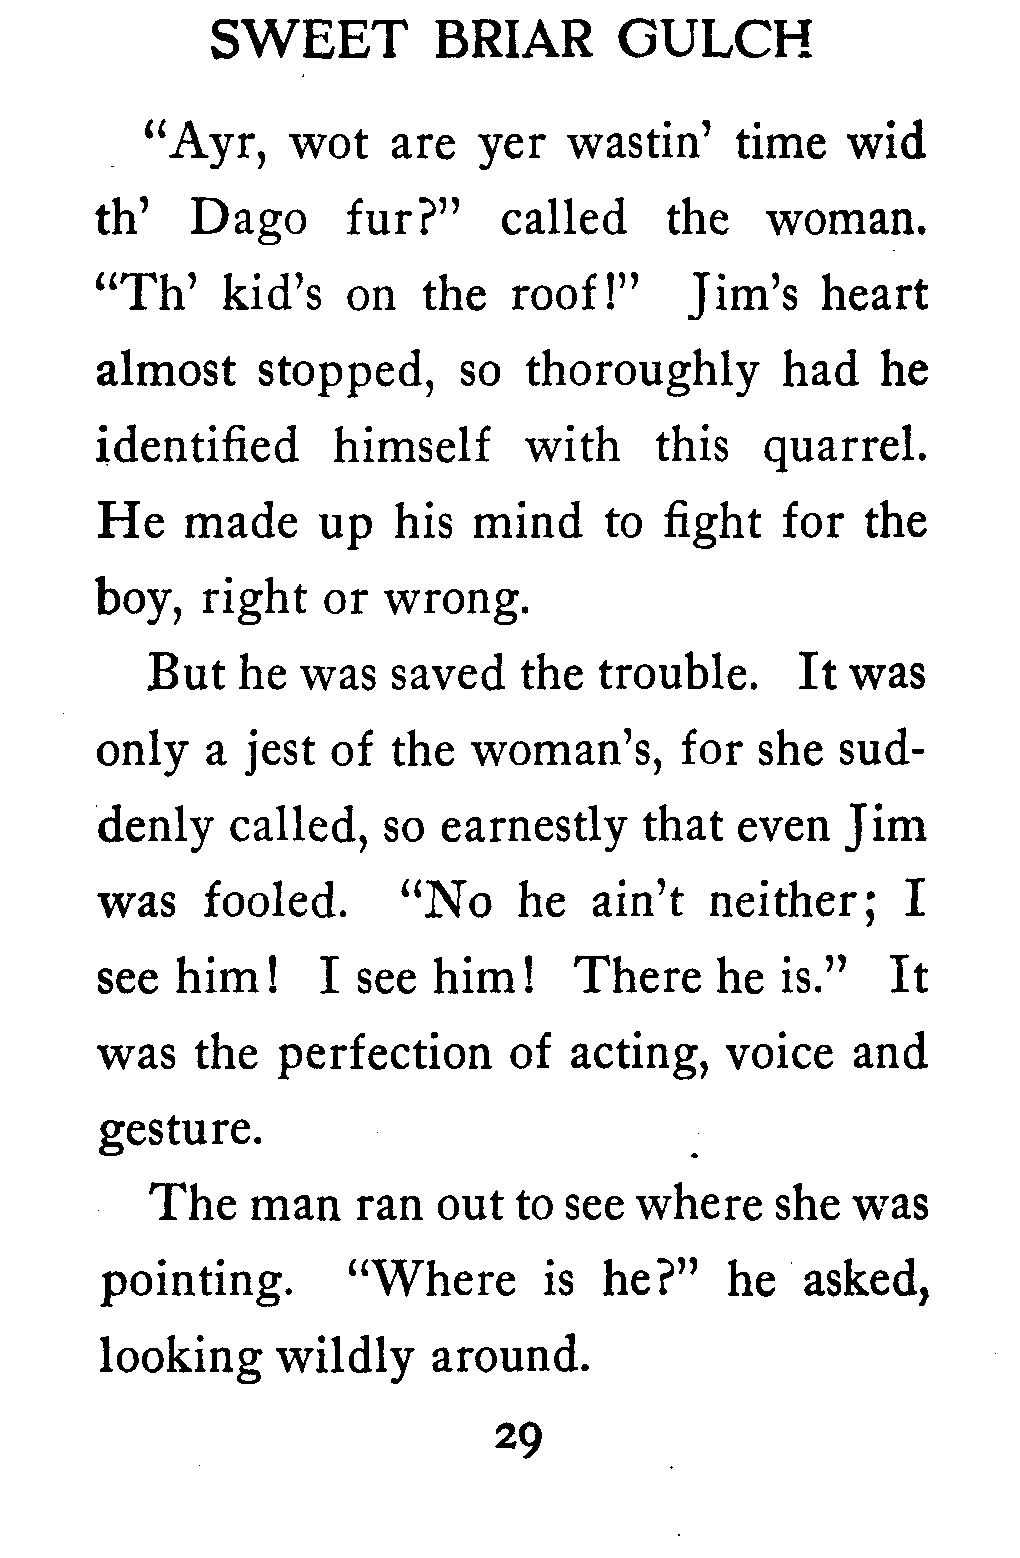 SWEET BRIAR GULCH
“Ayr, wot are yer wastin’ time wid
th’ Dago fur?” called the woman.
“Th’ kid’s on the roof!” Jim’s heart
almost stopped, so thoroughly had he
identified himself with this quarrel.
He made up his mind to fight for the
boy, right or wrong.
But he was saved the trouble. It was
only a jest of the woman’s, for she sud-
denly called, so earnestly that even Jim
was fooled. “No he ain’t neither; I
see him! I see him! There he is.” It
was the perfection of acting, voice and
gesture.
The man ran out to see where she was
pointing. “Where is he?” he asked,
looking wildly around.
29